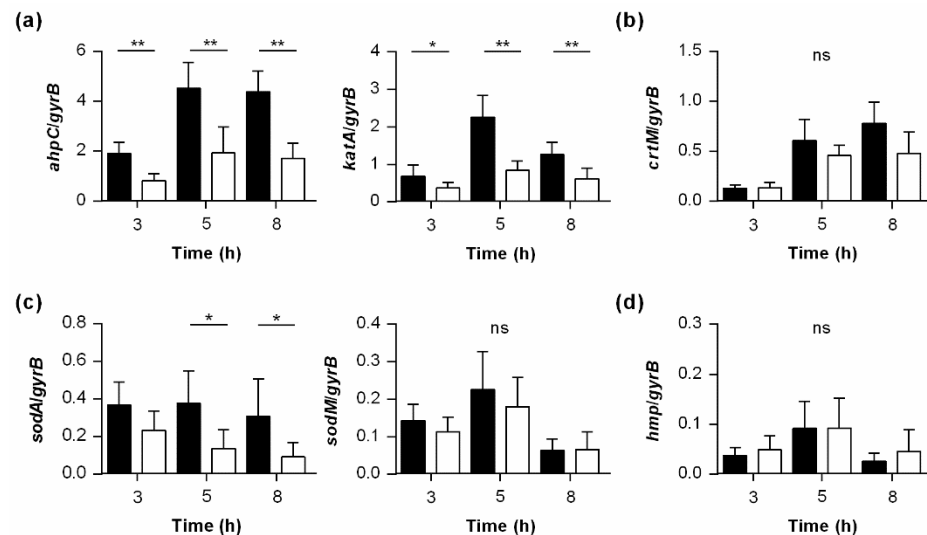 (a)
** ** **
ahpC/gyrB
6
4
2
0
3 5 8
Time (h)
* ** **
katA/gyrB
4
3
2
1
0
3 5 8
Time (h)
(b)
ns
crtM/gyrB
1.5
1.0
0.5
0.0
3 5 8
Time (h)
(c)
* *
sodA/gyrB
0.8
0.6
0.4
0.2
0.0
3 5 8
Time (h)
ns
sodM/gyrB
0.4
0.3
0.2
0.1
0.0
3 5 8
Time (h)
(d)
ns
hmp/gyrB
0.3
0.2
0.1
0.0
3 5 8
Time (h)